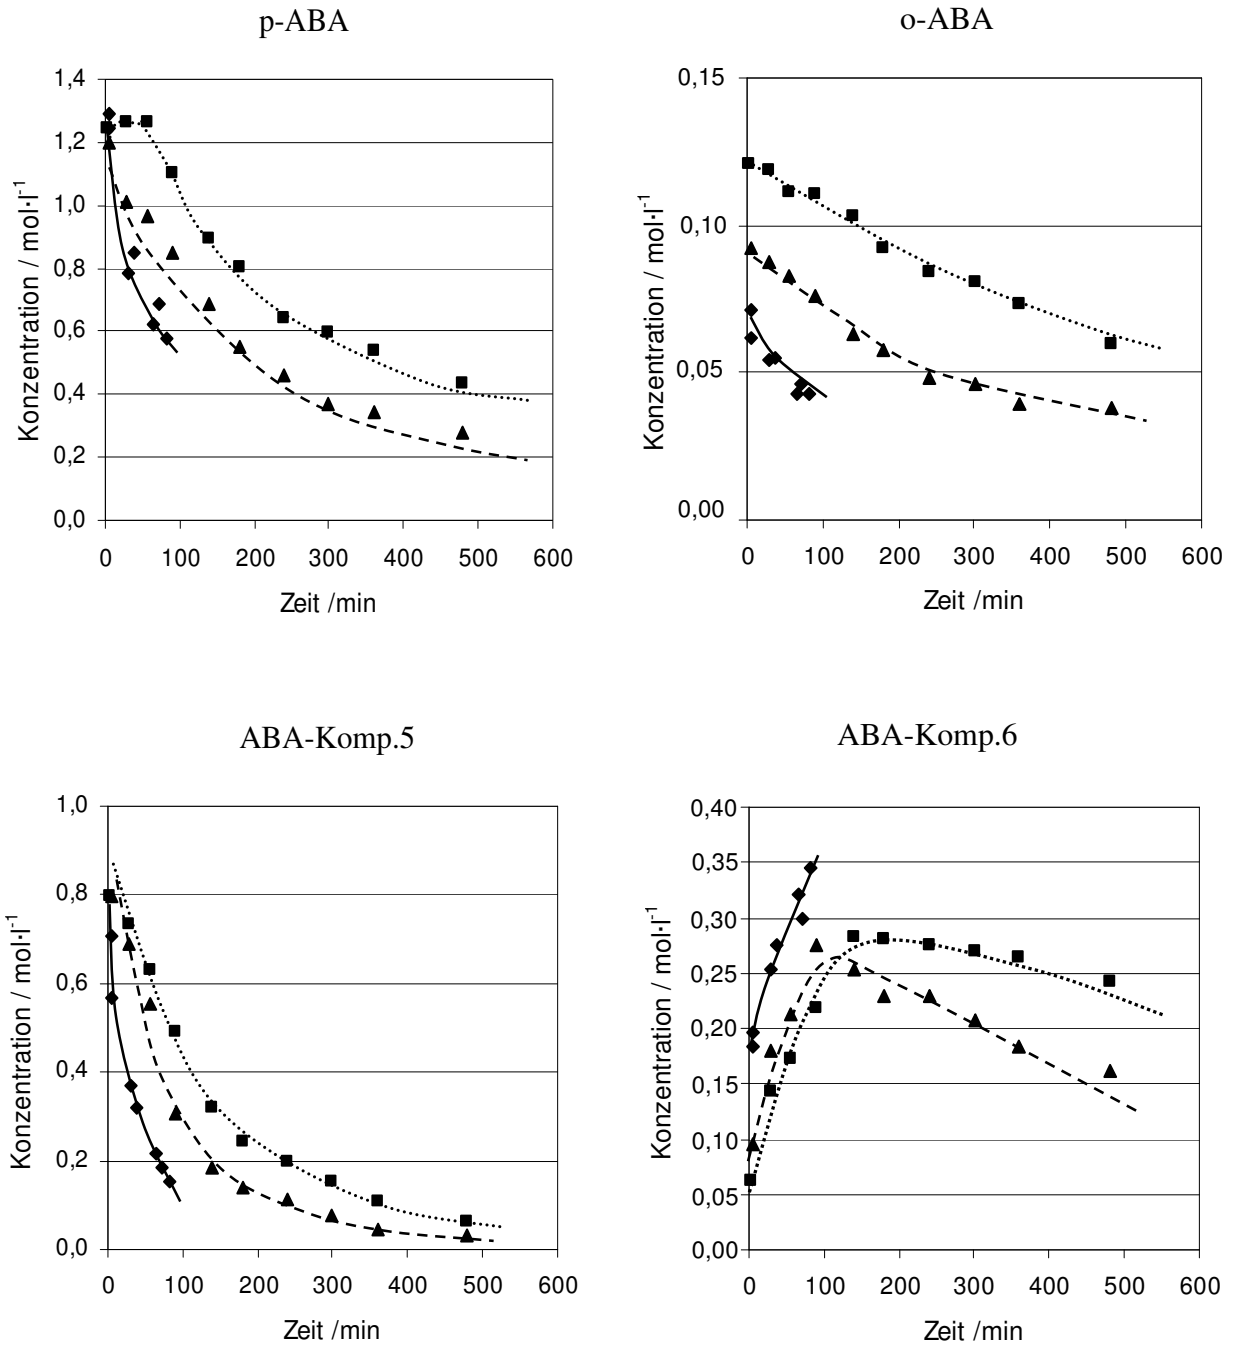 p-ABA
1,4
1,2
1,0
0,8
0,6
0,4
0,2
0,0
0 100 200 300 400 500 600
Konzentration / mol·l-1
Zeit /min
o-ABA
0,15
0,10
0,05
0,00
0 100 200 300 400 500 600
Konzentration / mol·l-1
Zeit /min
ABA-Komp.5
1,0
0,8
0,6
0,4
0,2
0,0
0 100 200 300 400 500 600
Konzentration / mol·l-1
Zeit /min
ABA-Komp.6
0,40
0,35
0,30
0,25
0,20
0,15
0,10
0,05
0,00
0 100 200 300 400 500 600
Konzentration / mol·l-1
Zeit /min